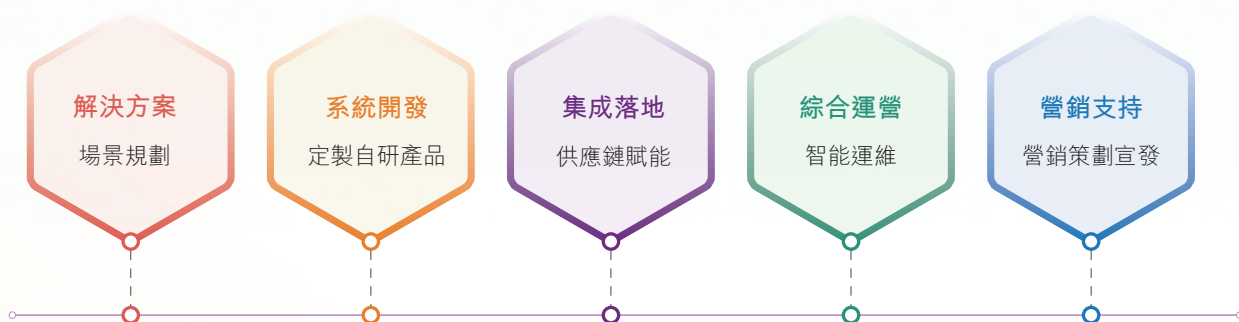 解決方案
場景規劃
系統開發
定製自研產品
集成落地
供應鏈賦能
綜合運營
智能運維
營銷支持
營銷策劃宣發